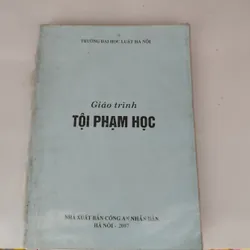 TRƯỜNG ĐẠI HỌC LUẬT HÀ NỘI
Giáo trình
TỘI PHẠM HỌC
NHÀ XUẤT BẢN CÔNG AN NHÂN DÂN
HÀ NỘI - 2007